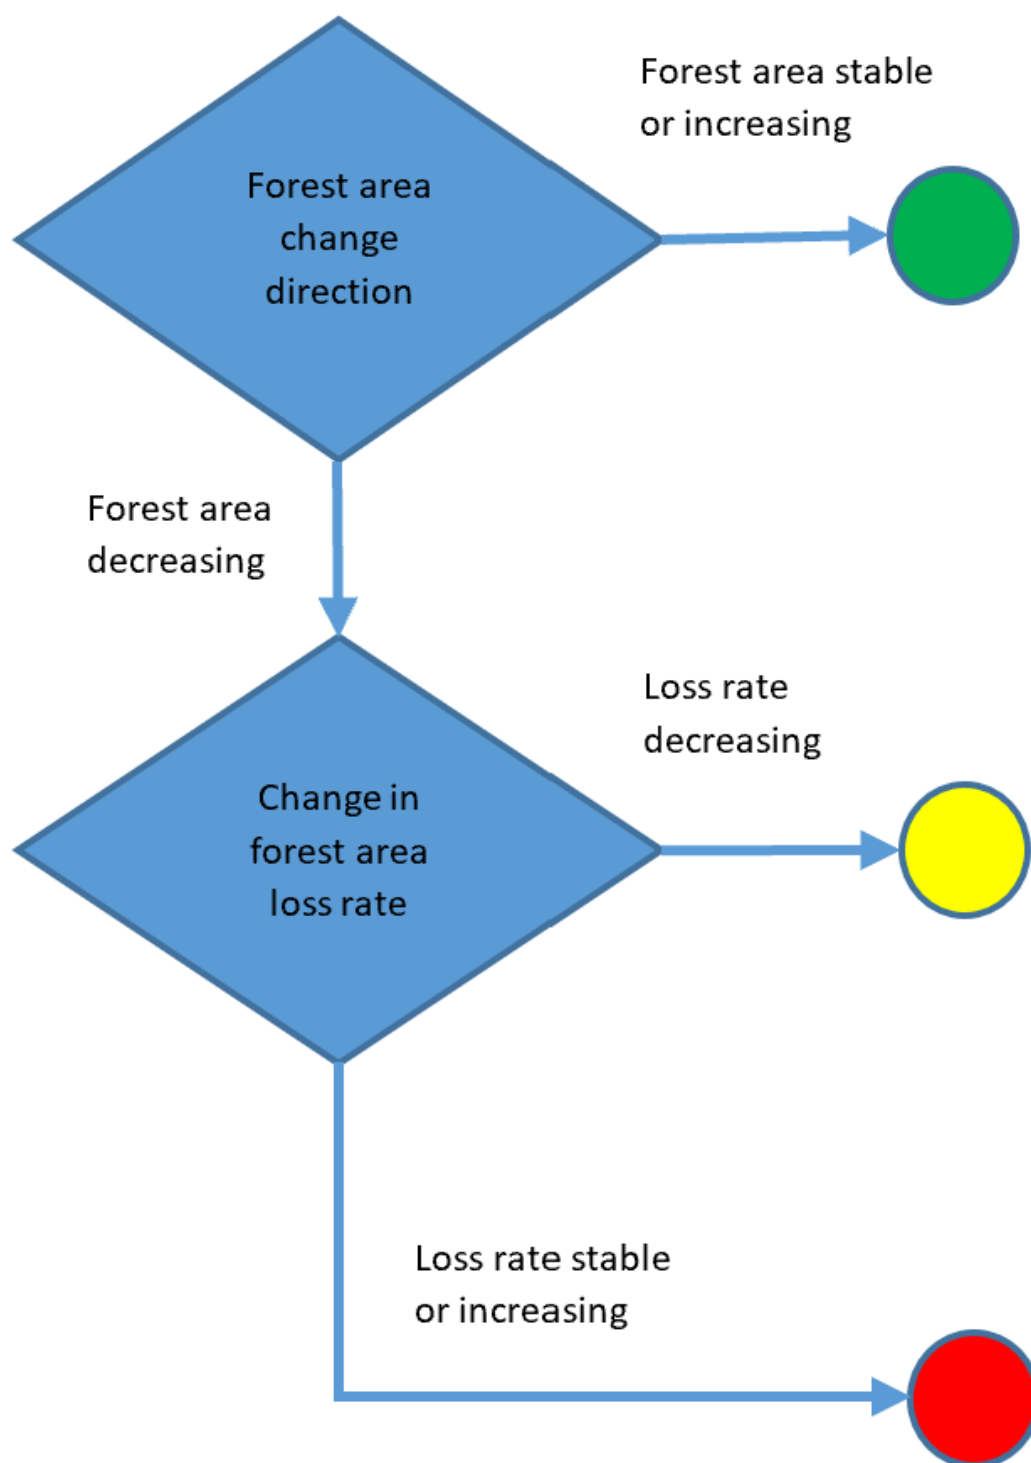 Forest area stable
or increasing
Forest area
change
direction
Forest area
decreasing
Loss rate
decreasing
Change in
forest area
loss rate
Loss rate stable
or increasing